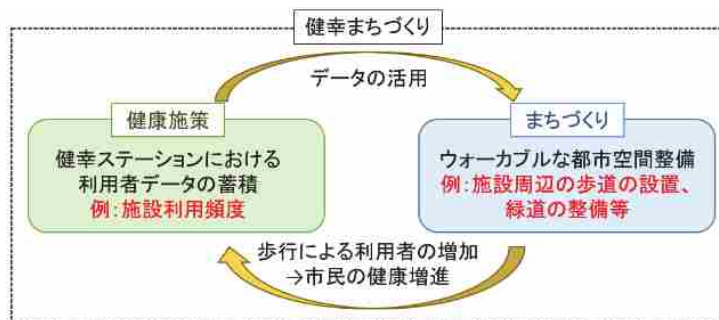 健幸まちづくり
データの活用
健康施策
健幸ステーションにおける
利用者データの蓄積
例：施設利用頻度
まちづくり
ウォーカブルな都市空間整備
例：施設周辺の歩道の設置、
緑道の整備等
歩行による利用者の増加
→市民の健康増進